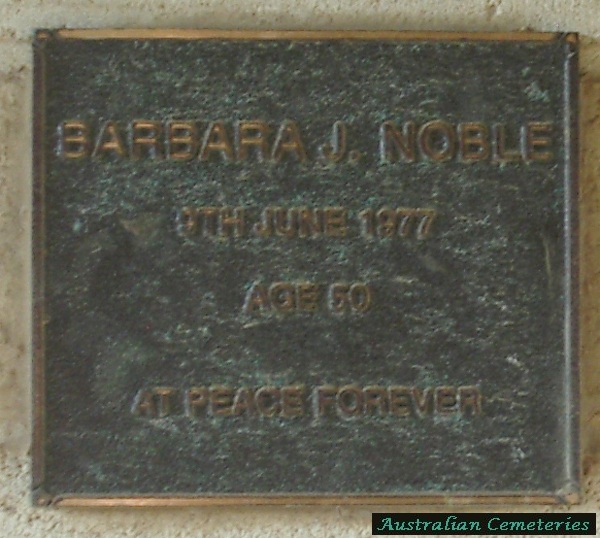 BARBARA J. NOBLE
JUNE 1977
AGE
AT PEACE FOREVER
Australian Cemeteries